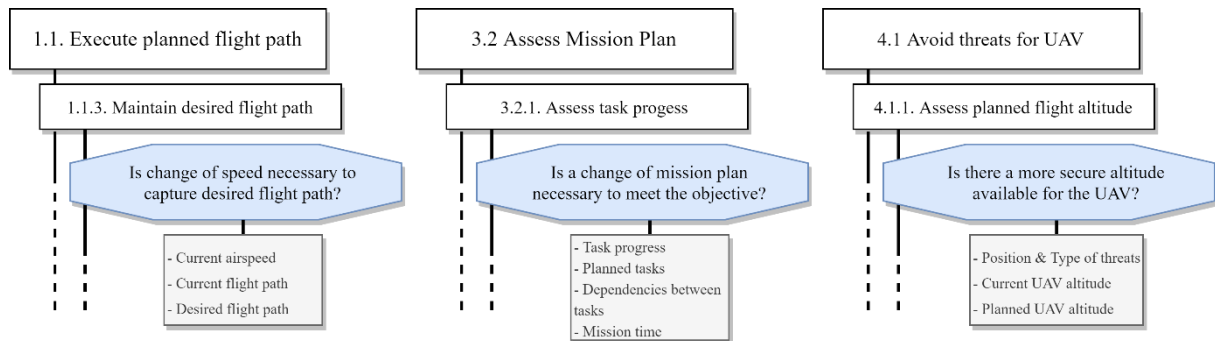 1.1. Execute planned flight path
1.1.3. Maintain desired flight path
Is change of speed necessary to
capture desired flight path?
- Current airspeed
- Current flight path
- Desired flight path
3.2 Assess Mission Plan
3.2.1. Assess task progess
Is a change of mission plan
necessary to meet the objective?
- Task progress
- Planned tasks
- Dependencies between
tasks
- Mission time
4.1 Avoid threats for UAV
4.1.1. Assess planned flight altitude
Is there a more secure altitude
available for the UAV?
- Position & Type of threats
- Current UAV altitude
- Planned UAV altitude